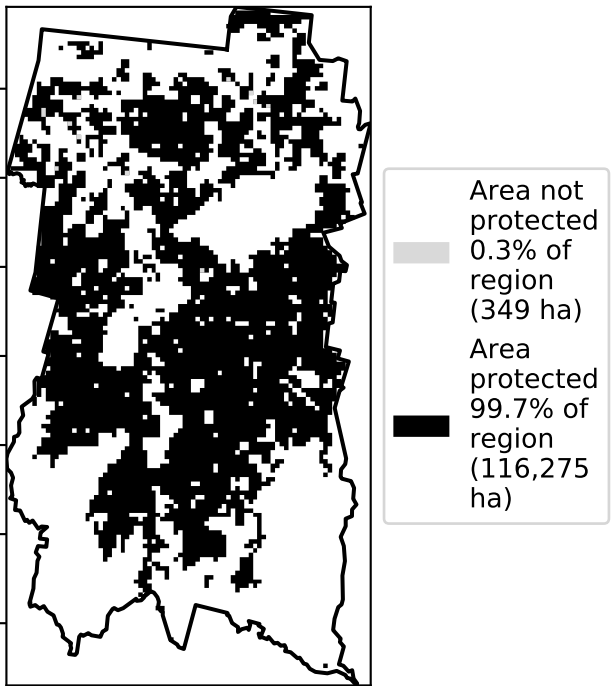 Area not
protected
0.3% of
region
(349 ha)
Area
protected
99.7% of
region
(116,275
ha)